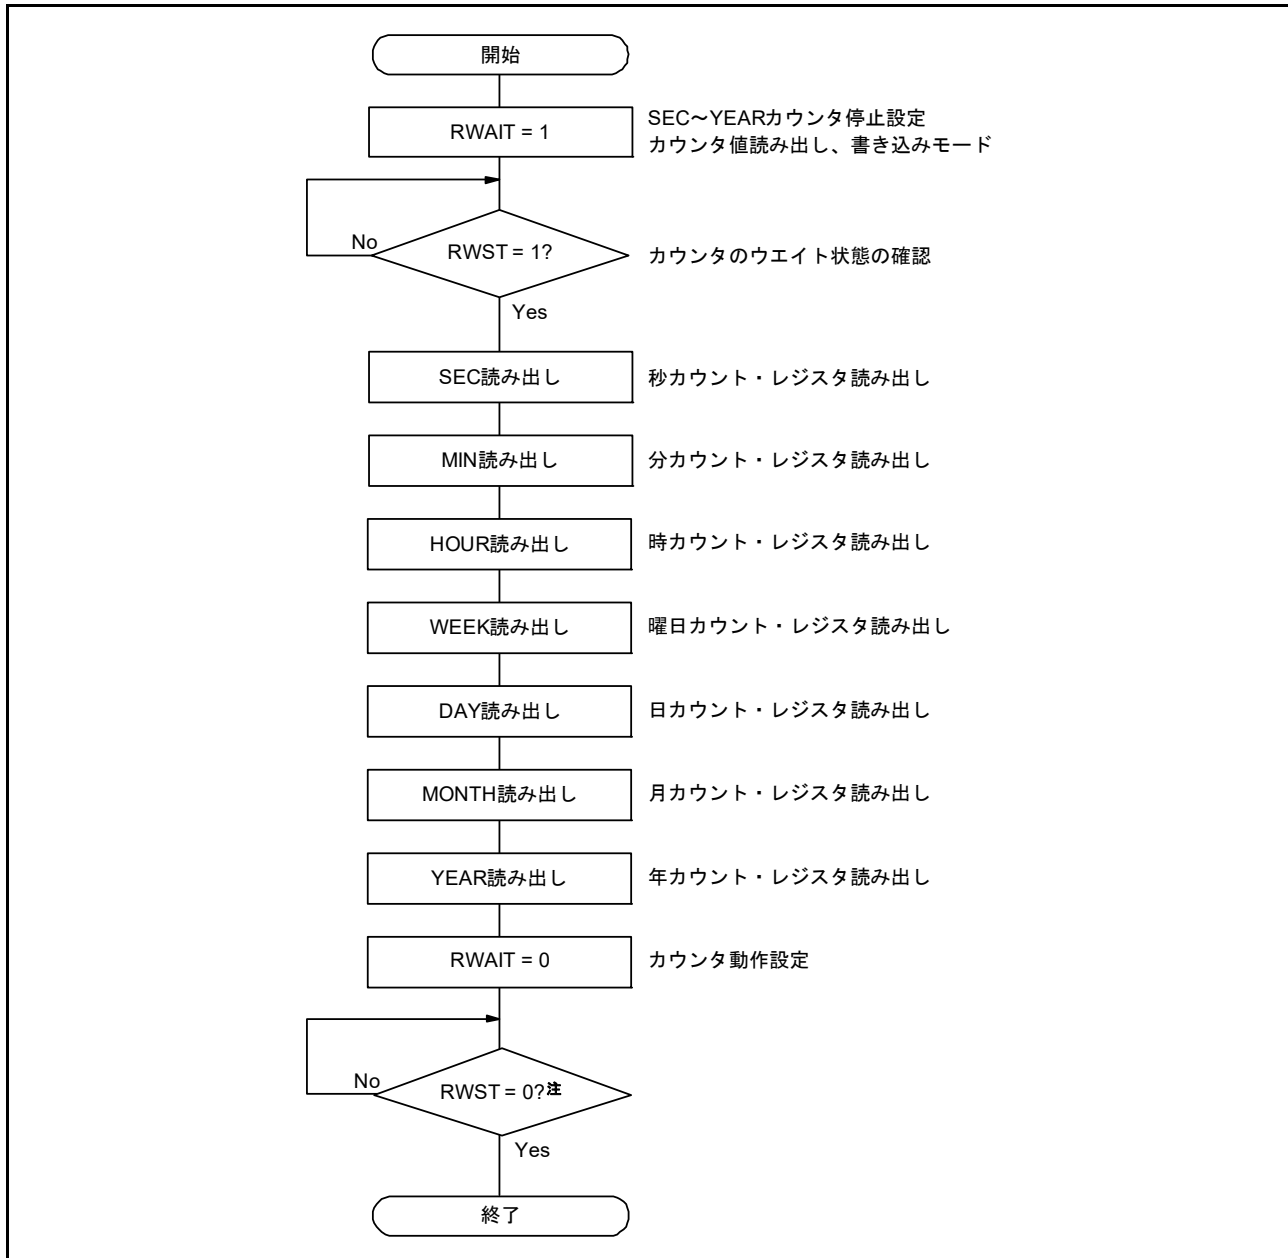 開始
RWAIT = 1
SEC～YEARカウンタ停止設定
カウンタ値読み出し、書き込みモード
No
RWST = 1?
カウンタのウエイト状態の確認
Yes
SEC読み出し
秒カウント・レジスタ読み出し
MIN読み出し
分カウント・レジスタ読み出し
HOUR読み出し
時カウント・レジスタ読み出し
WEEK読み出し
曜日カウント・レジスタ読み出し
DAY読み出し
日カウント・レジスタ読み出し
MONTH読み出し
月カウント・レジスタ読み出し
YEAR読み出し
年カウント・レジスタ読み出し
RWAIT = 0
カウンタ動作設定
No
RWST = 0?注
Yes
終了